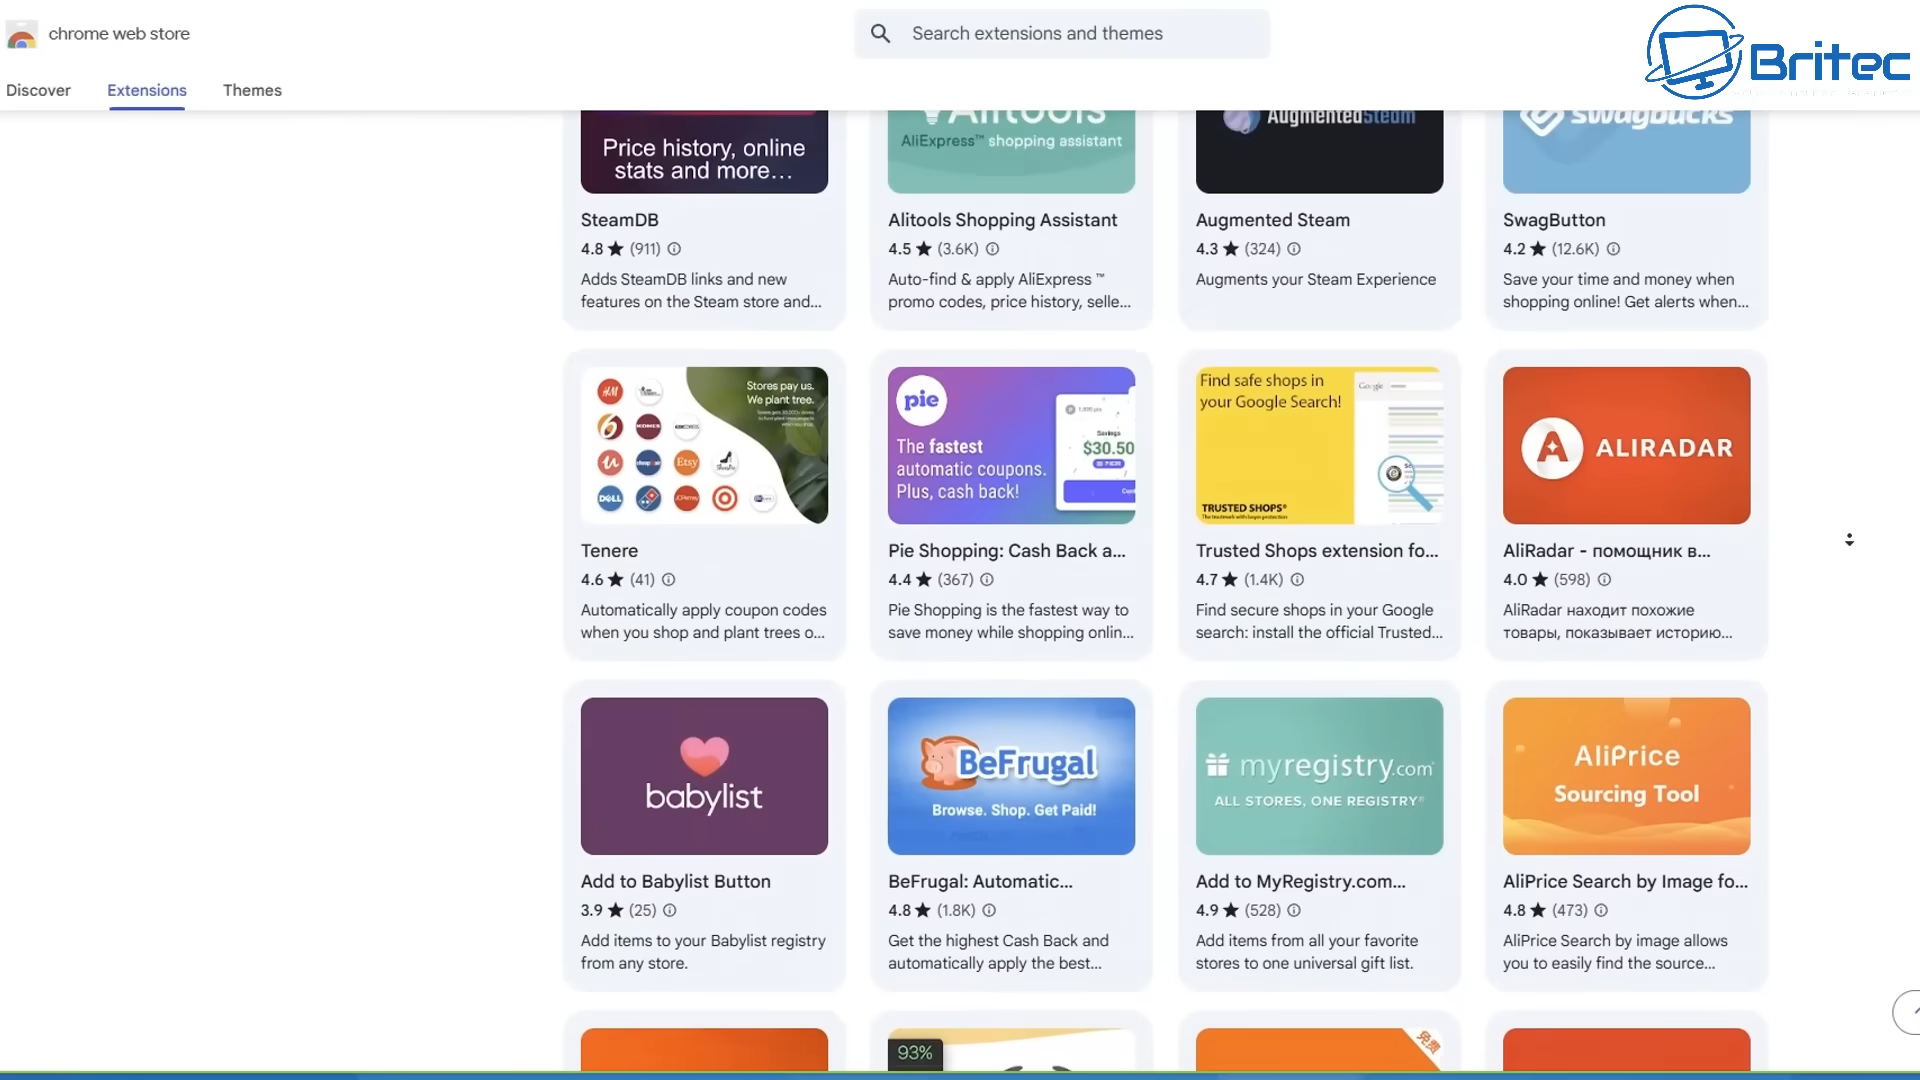 chrome web store
Search extensions and themes
Britec
Discover
Extensions
Themes
Price history, online
stats and more...
Alitools
AliExpress™ shopping assistant
AugmentedSteam
swagbucks
SteamDB
4.8 ★ (911)
Adds SteamDB links and new
features on the Steam store and...
Alitools Shopping Assistant
4.5 ★ (3.6K)
Auto-find & apply AliExpress ™
promo codes, price history, selle...
Augmented Steam
4.3 ★ (324)
Augments your Steam Experience
SwagButton
4.2 ★ (12.6K)
Save your time and money when
shopping online! Get alerts when...
Stores pay us.
We plant tree.
H&M
Etsy
DELL
JCPenney
pie
The fastest
automatic coupons.
Plus, cash back!
Savings
$30.50
Find safe shops in
your Google Search!
Google
TRUSTED SHOPS®
A
ALIRADAR
Tenere
4.6 ★ (41)
Automatically apply coupon codes
when you shop and plant trees o...
Pie Shopping: Cash Back a...
4.4 ★ (367)
Pie Shopping is the fastest way to
save money while shopping onlin...
Trusted Shops extension fo...
4.7 ★ (1.4K)
Find secure shops in your Google
search: install the official Trusted...
AliRadar - помощник в...
4.0 ★ (598)
AliRadar находит похожие
товары, показывает историю...
babylist
BeFrugal
Browse. Shop. Get Paid!
myregistry.com
ALL STORES, ONE REGISTRY®
AliPrice
Sourcing Tool
Add to Babylist Button
3.9 ★ (25)
Add items to your Babylist registry
from any store.
BeFrugal: Automatic...
4.8 ★ (1.8K)
Get the highest Cash Back and
automatically apply the best...
Add to MyRegistry.com...
4.9 ★ (528)
Add items from all your favorite
stores to one universal gift list.
AliPrice Search by Image fo...
4.8 ★ (473)
AliPrice Search by image allows
you to easily find the source...
93%
免费